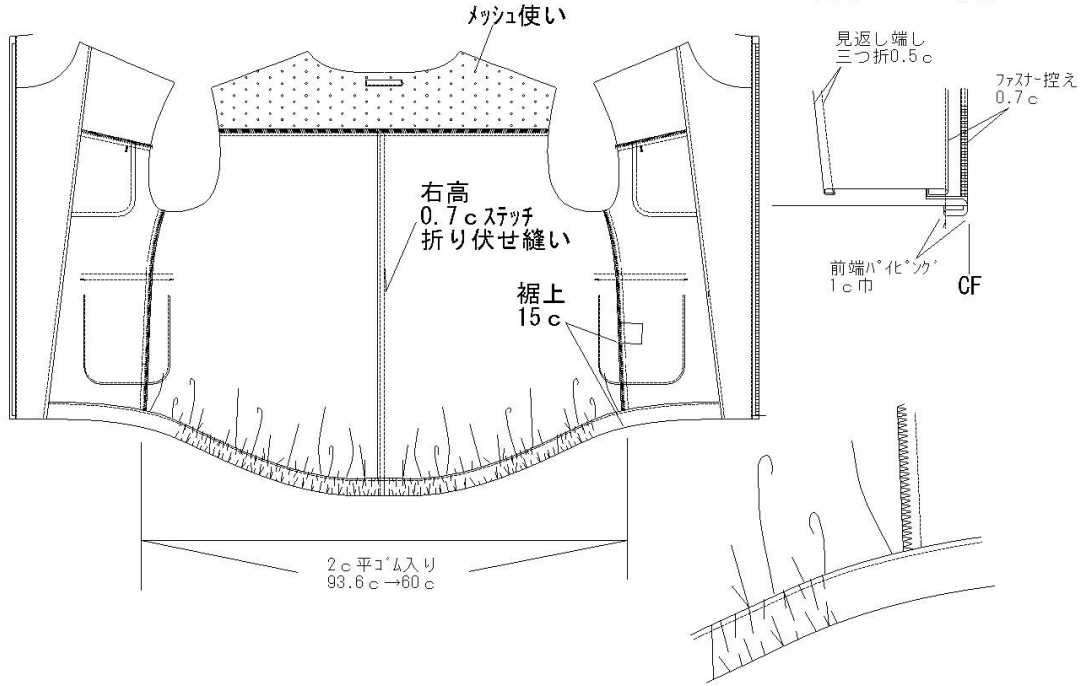 メッシュ使い
見返し端し
三つ折0.5c
ﾌｧｽﾅｰ控え
0.7c
右高
0.7cｽﾃｯﾁ
折り伏せ縫い
裾上
15c
前端ﾊﾟｲﾋﾟﾝｸﾞ
1c巾
CF
2c平ｺﾞﾑ入り
93.6c→60c